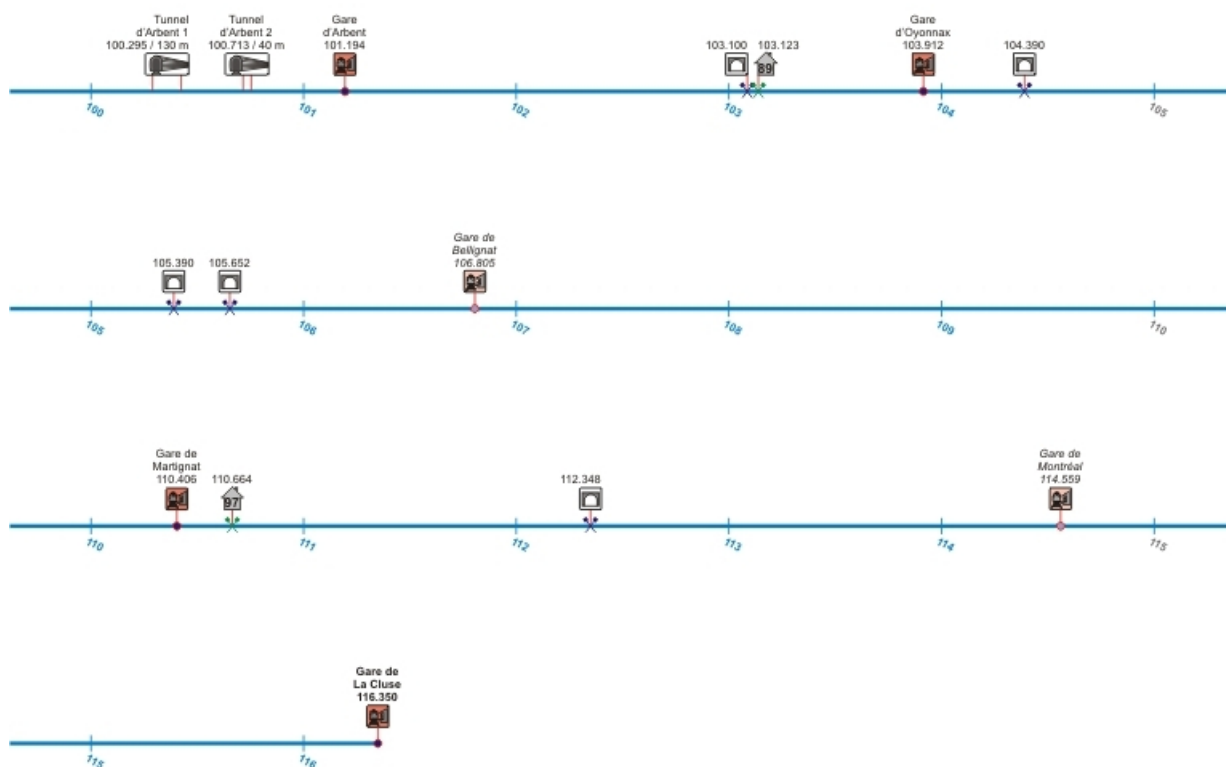 Tunnel
d'Arbent 1
100.295 / 130 m
Tunnel
d'Arbent 2
100.713 / 40 m
Gare
d'Arbent
101.194
103.100
103.123
89
Gare
d'Oyonnax
103.912
104.390
100
101
102
103
104
105
105.390
105.652
Gare de
Bellignat
106.805
105
106
107
108
109
110
Gare de
Martignat
110.406
110.664
97
112.348
Gare de
Montréal
114.559
110
111
112
113
114
115
Gare de
La Cluse
116.350
115
116